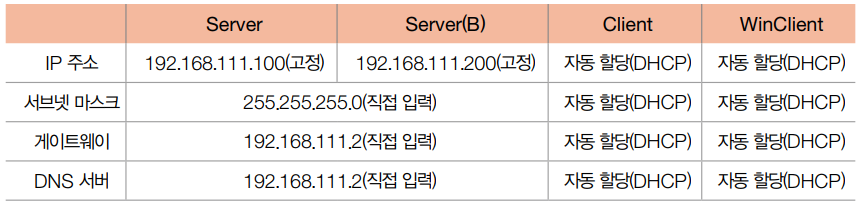 Server Server(B) Client WinClient
IP 주소 192.168.111.100(고정) 192.168.111.200(고정) 자동 할당(DHCP) 자동 할당(DHCP)
서브넷 마스크 255.255.255.0(직접 입력) 자동 할당(DHCP) 자동 할당(DHCP)
게이트웨이 192.168.111.2(직접 입력) 자동 할당(DHCP) 자동 할당(DHCP)
DNS 서버 192.168.111.2(직접 입력) 자동 할당(DHCP) 자동 할당(DHCP)